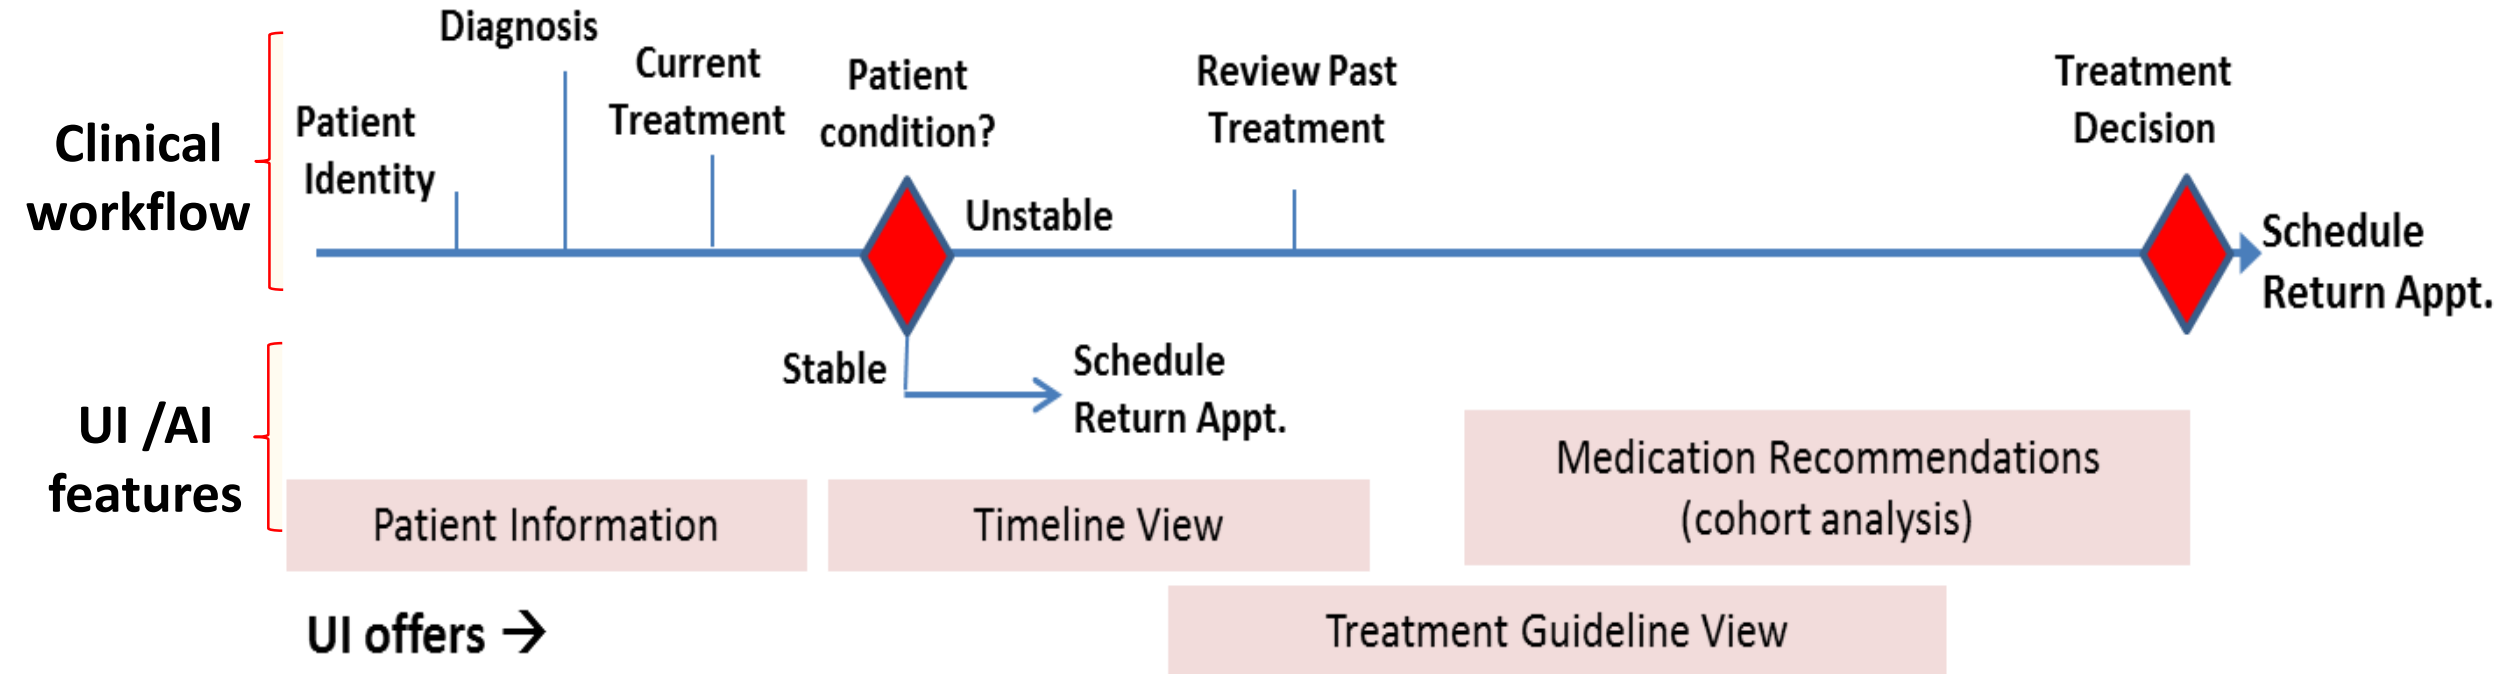 Clinical
workflow
Patient
Identity
Diagnosis
Current
Treatment
Patient
condition?
Unstable
Review Past
Treatment
Treatment
Decision
Schedule
Return Appt.
Stable
Schedule
Return Appt.
UI /AI
features
Patient Information
Timeline View
Medication Recommendations
(cohort analysis)
Treatment Guideline View
UI offers →